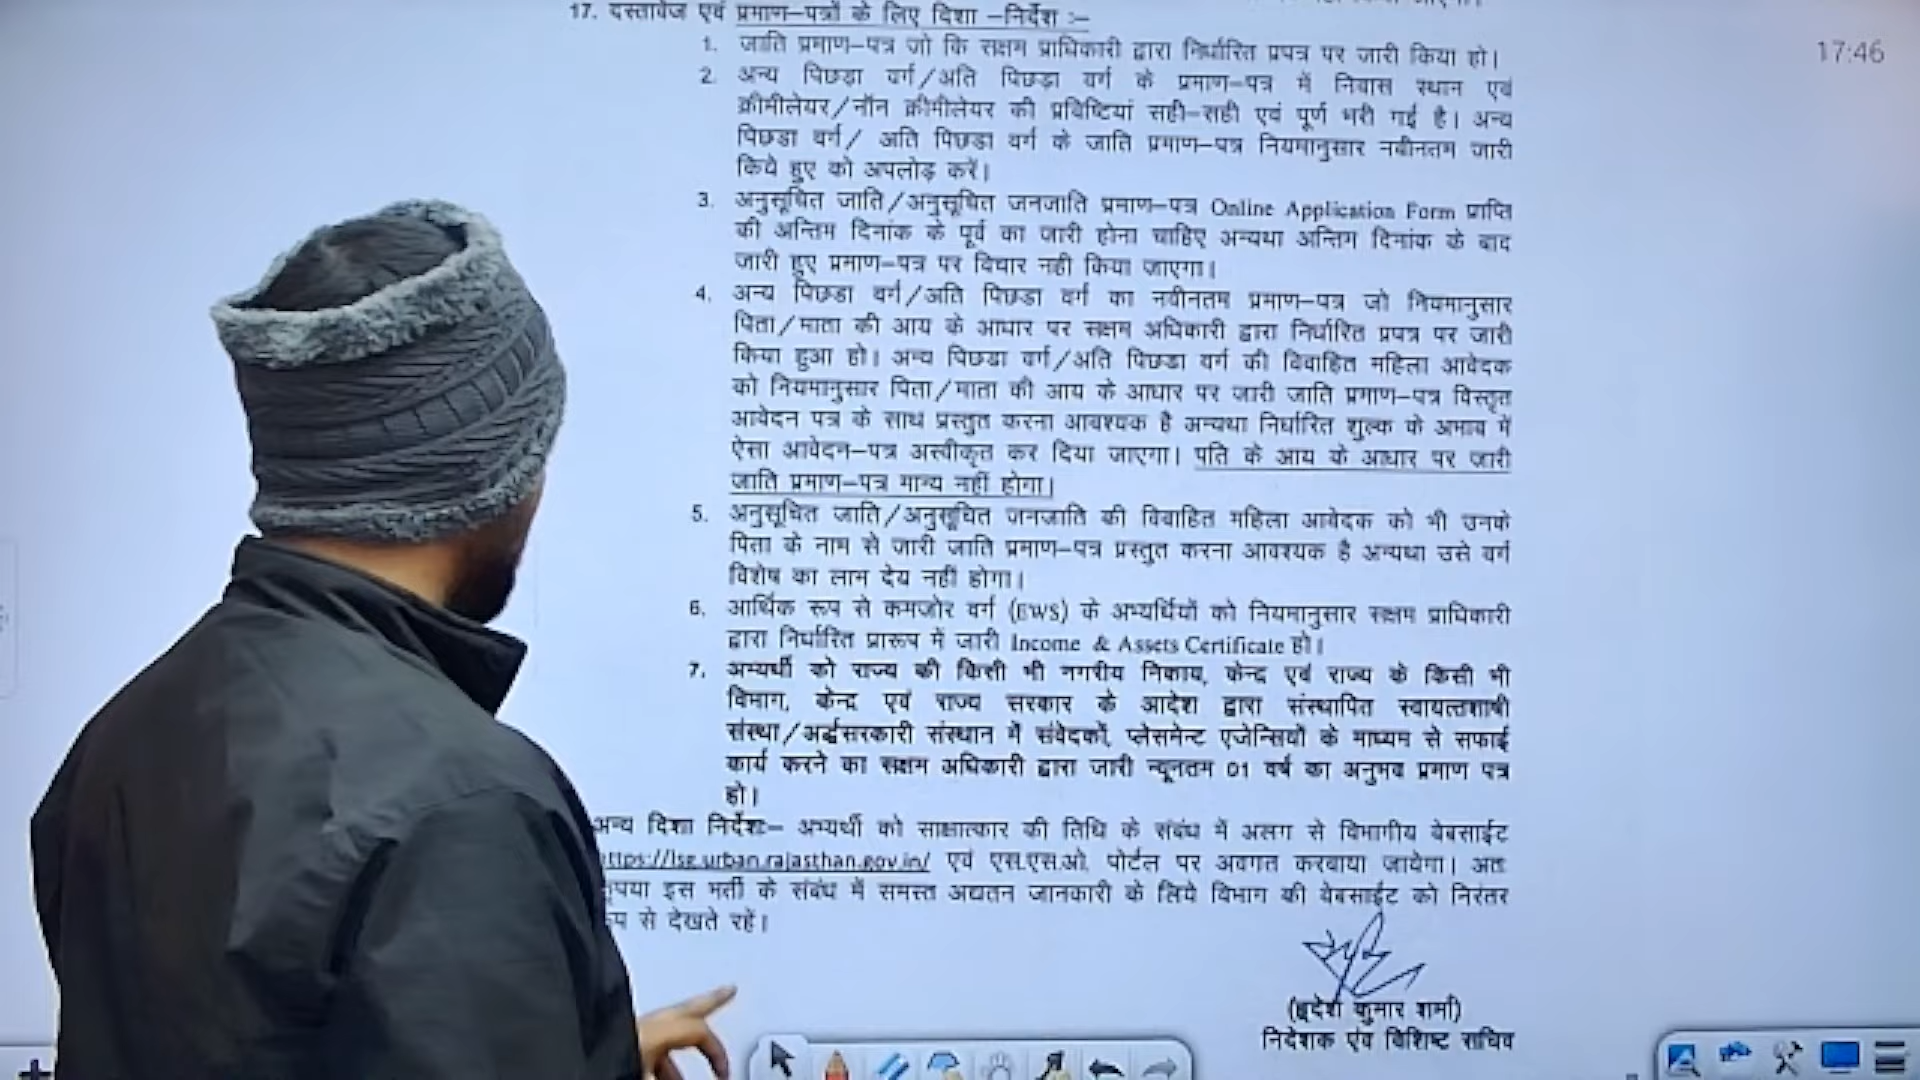 17. दस्तावेज एवं प्रमाण–पत्रों के लिए दिशा –निर्देश :–
17:46
1. जाति प्रमाण–पत्र जो कि सक्षम प्राधिकारी द्वारा निर्धारित प्रपत्र पर जारी किया हो।
2. अन्य पिछड़ा वर्ग/अति पिछड़ा वर्ग के प्रमाण–पत्र में निवास स्थान एवं
क्रीमीलेयर/नॉन क्रीमीलेयर की प्रविष्टियां सही–सही एवं पूर्ण भरी गई है। अन्य
पिछडा वर्ग/ अति पिछडा वर्ग के जाति प्रमाण–पत्र नियमानुसार नवीनतम जारी
किये हुए को अपलोड़ करें।
3. अनुसूचित जाति/अनुसूचित जनजाति प्रमाण–पत्र Online Application Form प्राप्ति
की अन्तिम दिनांक के पूर्व का जारी होना चाहिए अन्यथा अन्तिम दिनांक के बाद
जारी हुए प्रमाण–पत्र पर विचार नही किया जाएगा।
4. अन्य पिछडा वर्ग/अति पिछडा वर्ग का नवीनतम प्रमाण–पत्र जो नियमानुसार
पिता/माता की आय के आधार पर सक्षम अधिकारी द्वारा निर्धारित प्रपत्र पर जारी
किया हुआ हो। अन्य पिछडा वर्ग/अति पिछडा वर्ग की विवाहित महिला आवेदक
को नियमानुसार पिता/माता की आय के आधार पर जारी जाति प्रमाण–पत्र विस्तृत
आवेदन पत्र के साथ प्रस्तुत करना आवश्यक है अन्यथा निर्धारित शुल्क के अभाव में
ऐसा आवेदन–पत्र अस्वीकृत कर दिया जाएगा। पति के आय के आधार पर जारी
जाति प्रमाण–पत्र मान्य नहीं होगा।
5. अनुसूचित जाति/अनुसूचित जनजाति की विवाहित महिला आवेदक को भी उनके
पिता के नाम से जारी जाति प्रमाण–पत्र प्रस्तुत करना आवश्यक है अन्यथा उसे वर्ग
विशेष का लाभ देय नहीं होगा।
6. आर्थिक रूप से कमजोर वर्ग (EWS) के अभ्यर्थियों को नियमानुसार सक्षम प्राधिकारी
द्वारा निर्धारित प्रारूप में जारी Income & Assets Certificate हो।
7. अभ्यर्थी को राज्य की किसी भी नगरीय निकाय, केन्द्र एवं राज्य के किसी भी
विभाग, केन्द्र एवं राज्य सरकार के आदेश द्वारा संस्थापित स्वायत्तशाषी
संस्था/अर्द्धसरकारी संस्थान में संवेदकों, प्लेसमेन्ट एजेन्सियों के माध्यम से सफाई
कार्य करने का सक्षम अधिकारी द्वारा जारी न्यूनतम 01 वर्ष का अनुभव प्रमाण पत्र
हो।
अन्य दिशा निर्देशः– अभ्यर्थी को साक्षात्कार की तिथि के संबंध में अलग से विभागीय वेबसाईट
ttps://lsg.urban.rajasthan.gov.in/ एवं एस.एस.ओ. पोर्टल पर अवगत करवाया जायेगा। अतः
इस भर्ती के संबंध में समस्त अद्यतन जानकारी के लिये विभाग की वेबसाईट को निरंतर
से देखते रहें।
(हृदेश कुमार शर्मा)
निदेशक एंव विशिष्ट सचिव